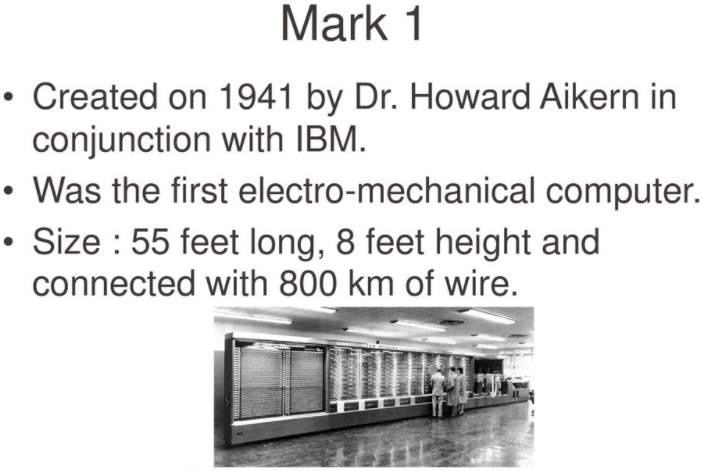 Mark 1
• Created on 1941 by Dr. Howard Aikern in
conjunction with IBM.
• Was the first electro-mechanical computer.
• Size : 55 feet long, 8 feet height and
connected with 800 km of wire.